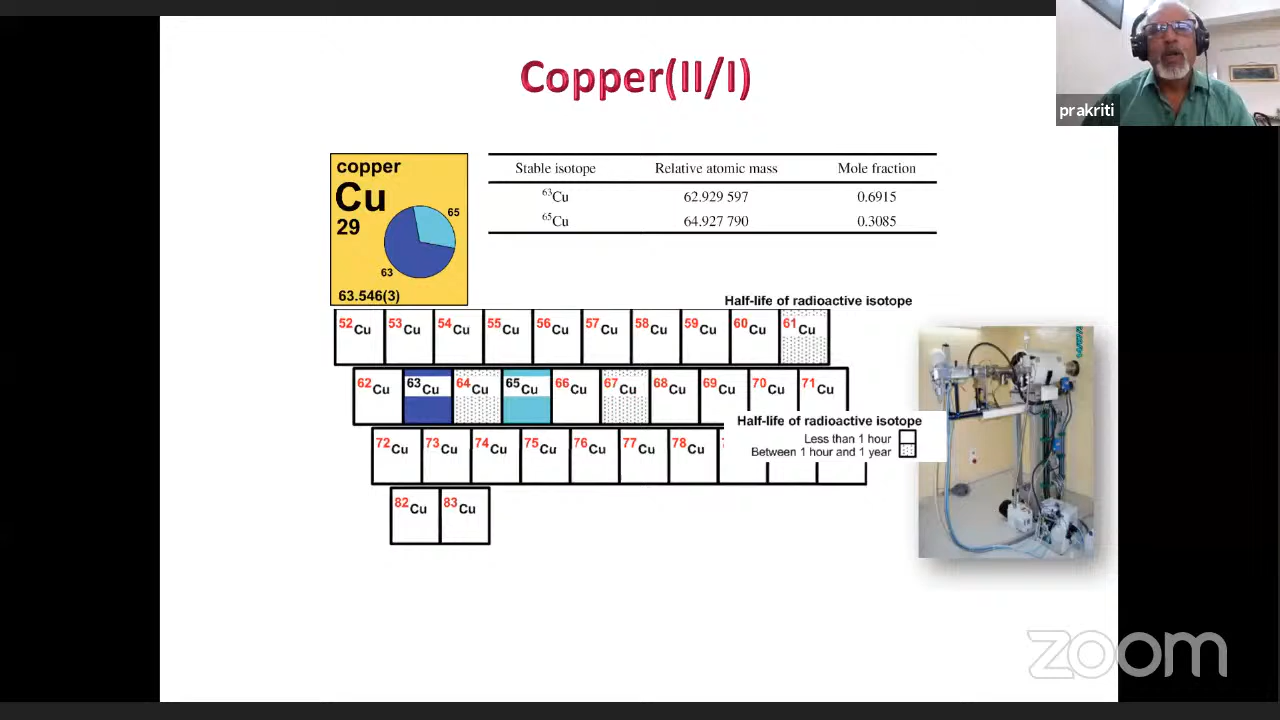 Copper(II/I)
prakriti
copper
Cu
29
65
63
63.546(3)
Stable isotope Relative atomic mass Mole fraction
⁶³Cu 62.929 597 0.6915
⁶⁵Cu 64.927 790 0.3085
Half-life of radioactive isotope
⁵²Cu ⁵³Cu ⁵⁴Cu ⁵⁵Cu ⁵⁶Cu ⁵⁷Cu ⁵⁸Cu ⁵⁹Cu ⁶⁰Cu ⁶¹Cu
⁶²Cu ⁶³Cu ⁶⁴Cu ⁶⁵Cu ⁶⁶Cu ⁶⁷Cu ⁶⁸Cu ⁶⁹Cu ⁷⁰Cu ⁷¹Cu
Half-life of radioactive isotope
Less than 1 hour
Between 1 hour and 1 year
⁷²Cu ⁷³Cu ⁷⁴Cu ⁷⁵Cu ⁷⁶Cu ⁷⁷Cu ⁷⁸Cu
⁸²Cu ⁸³Cu
zoom